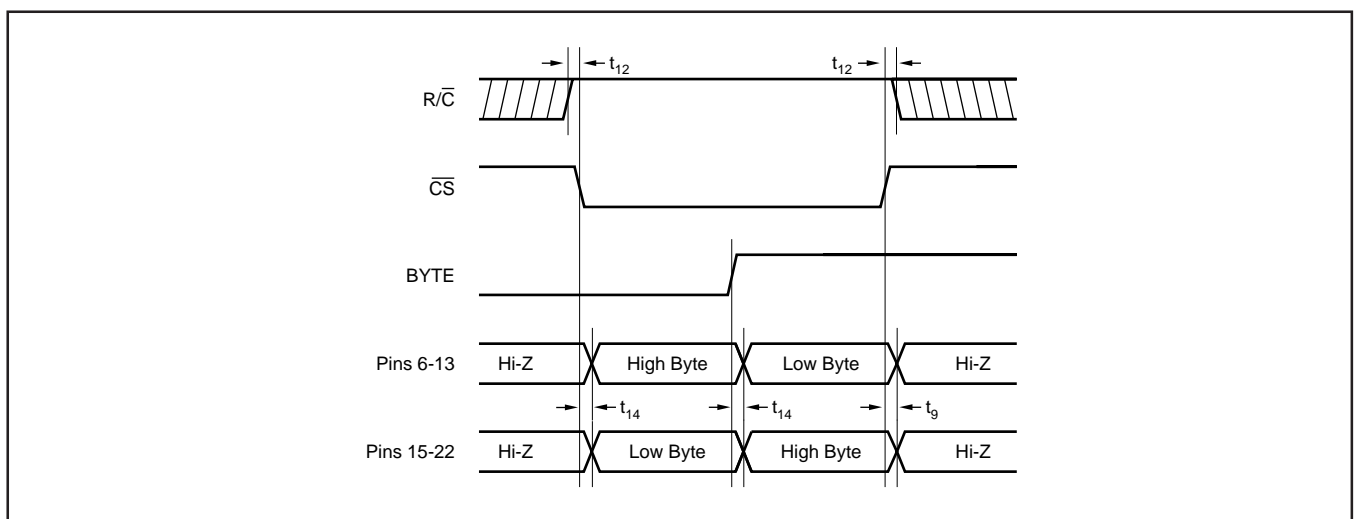 t12 t12
R/C̅
C̅S̅
BYTE
Pins 6-13 Hi-Z High Byte Low Byte Hi-Z
t14 t14 t9
Pins 15-22 Hi-Z Low Byte High Byte Hi-Z